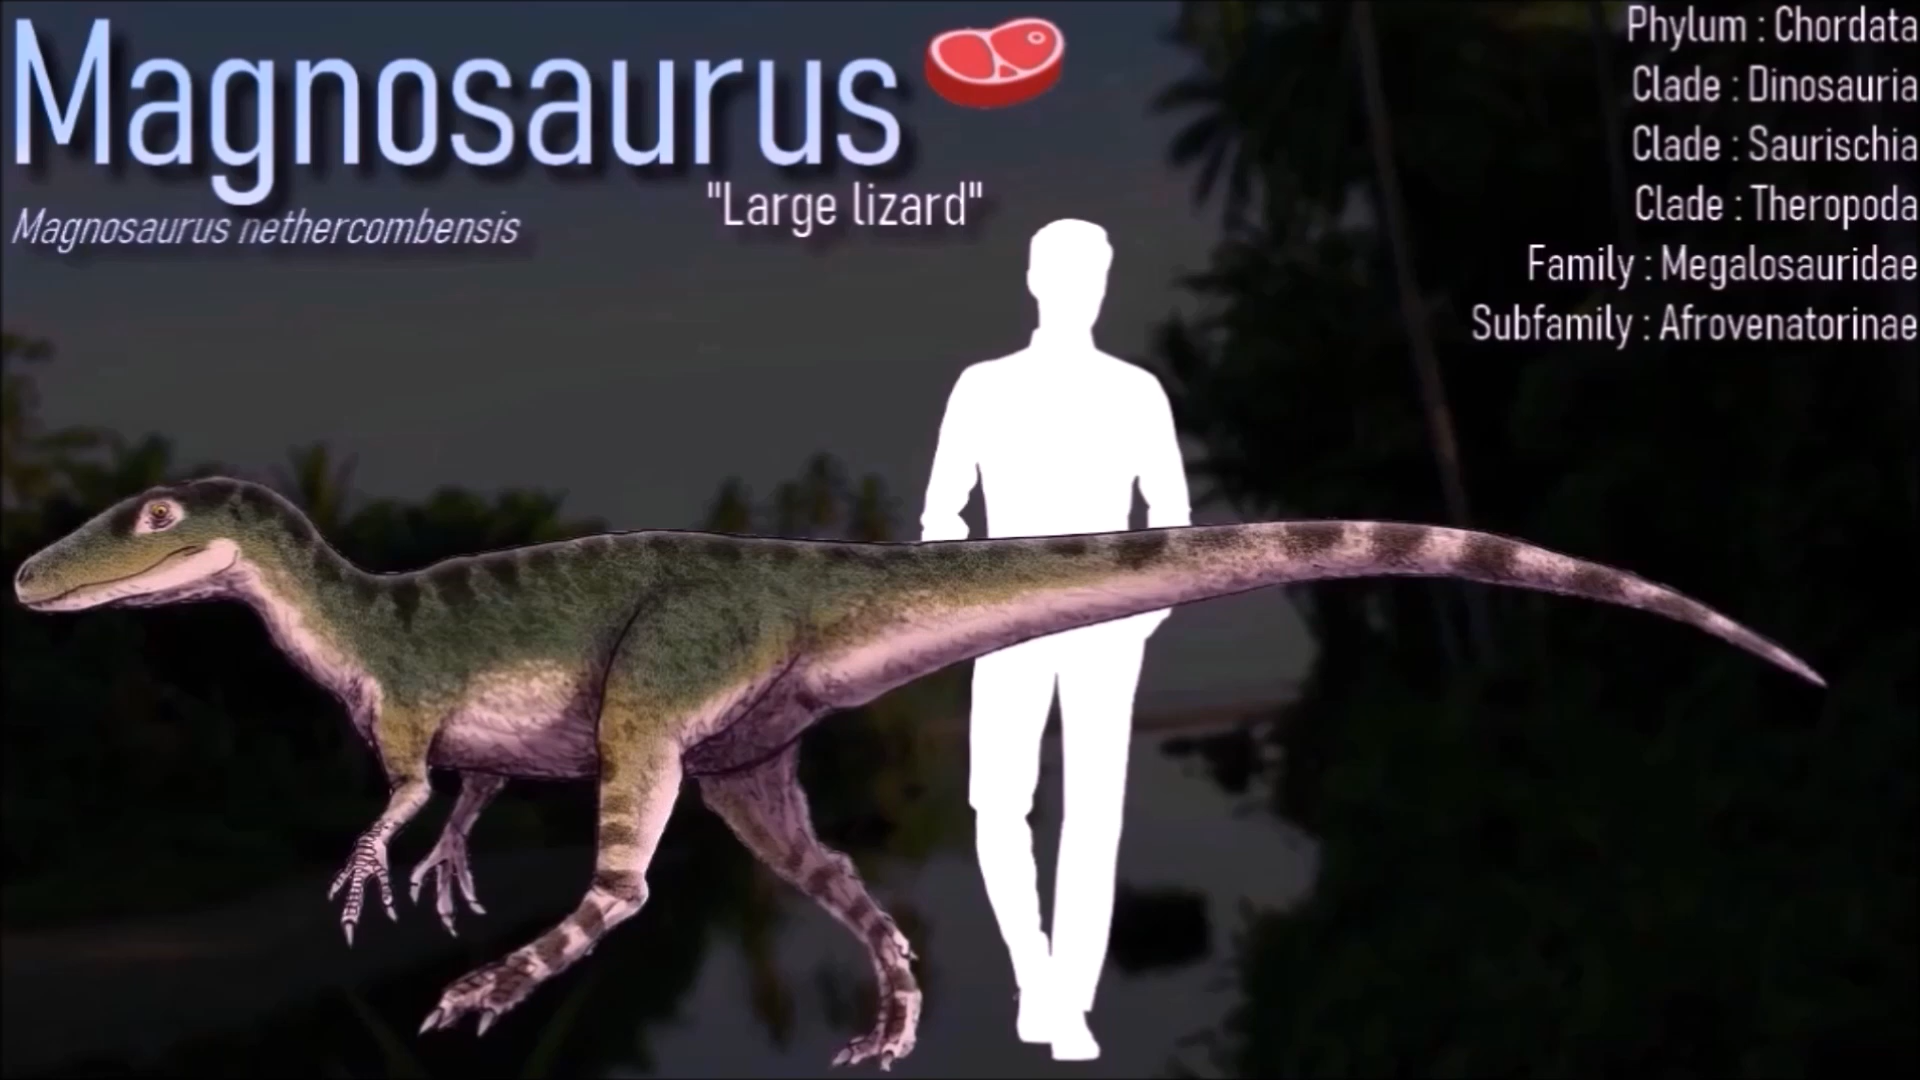 Magnosaurus
"Large lizard"
Magnosaurus nethercombensis
Phylum : Chordata
Clade : Dinosauria
Clade : Saurischia
Clade : Theropoda
Family : Megalosauridae
Subfamily : Afrovenatorinae